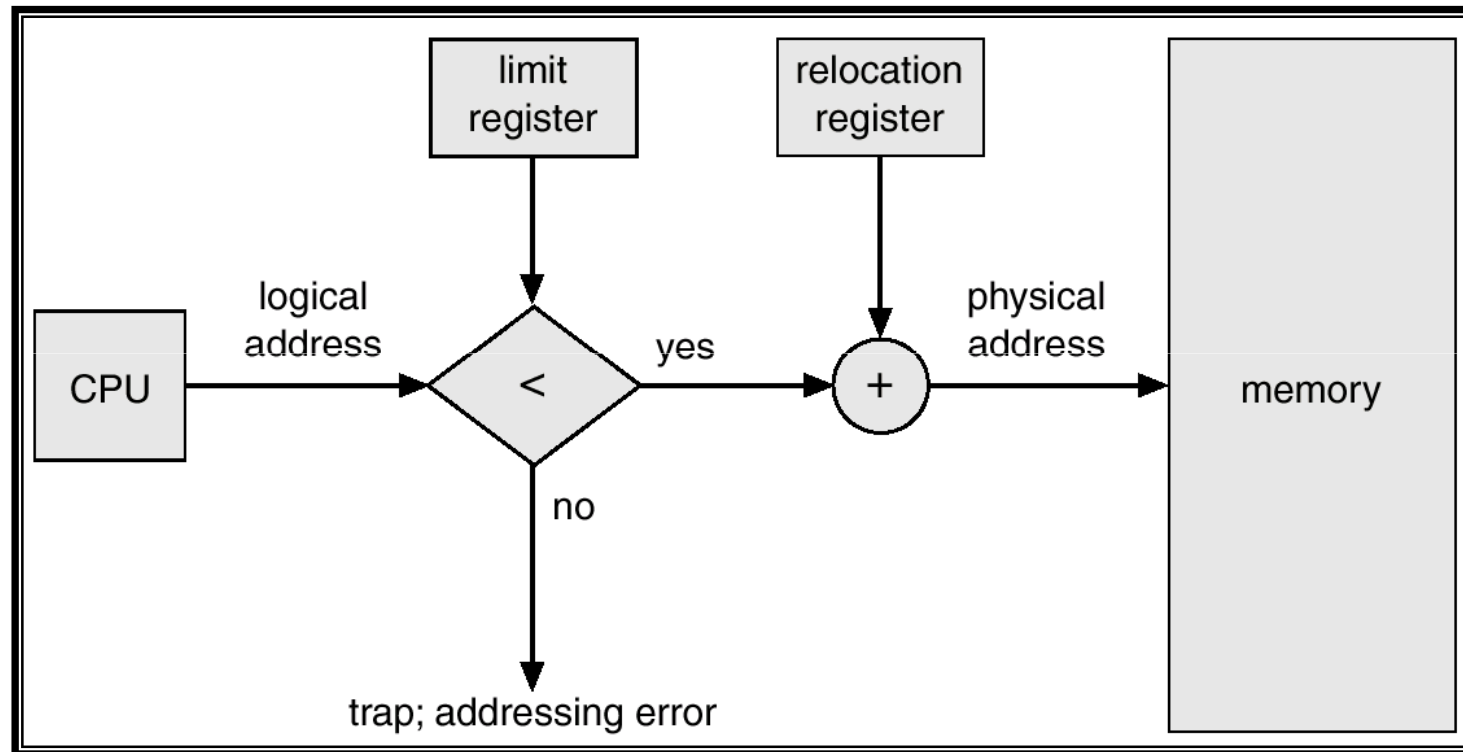 limit
register
relocation
register
logical
address
physical
address
CPU
<
yes
+
memory
no
trap; addressing error